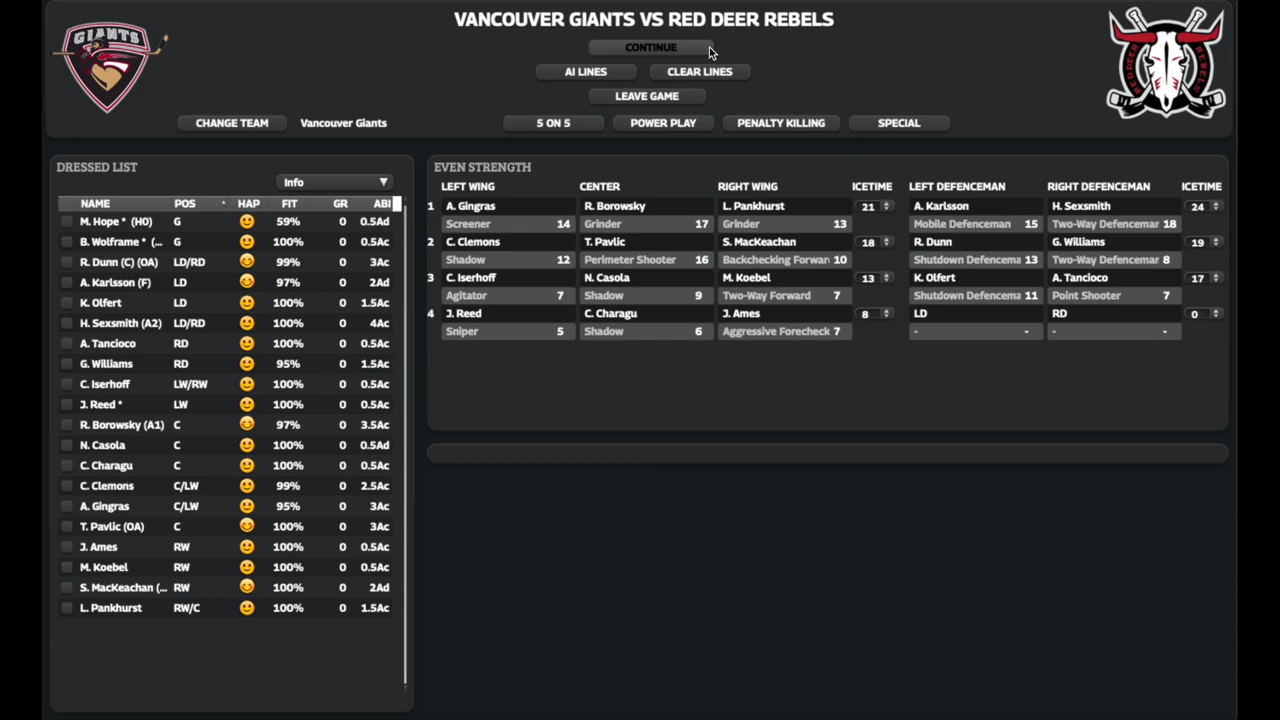 VANCOUVER GIANTS VS RED DEER REBELS
GIANTS
RED DEER REBELS
CONTINUE
AI LINES CLEAR LINES
LEAVE GAME
CHANGE TEAM Vancouver Giants 5 ON 5 POWER PLAY PENALTY KILLING SPECIAL
DRESSED LIST
Info
NAME POS HAP FIT GR ABI
M. Hope * (H0) G 59% 0 0.5Ad
B. Wolframe * (... G 100% 0 0.5Ac
R. Dunn (C) (OA) LD/RD 99% 0 3Ac
A. Karlsson (F) LD 97% 0 2Ad
K. Olfert LD 100% 0 1.5Ac
H. Sexsmith (A2) LD/RD 100% 0 4Ac
A. Tancioco RD 100% 0 0.5Ac
G. Williams RD 95% 0 1.5Ac
C. Iserhoff LW/RW 100% 0 0.5Ac
J. Reed * LW 100% 0 0.5Ac
R. Borowsky (A1) C 97% 0 3.5Ac
N. Casola C 100% 0 0.5Ad
C. Charagu C 100% 0 0.5Ac
C. Clemons C/LW 99% 0 2.5Ac
A. Gingras C/LW 95% 0 3Ac
T. Pavlic (OA) C 100% 0 3Ac
J. Ames RW 100% 0 0.5Ac
M. Koebel RW 100% 0 0.5Ac
S. MacKeachan (... RW 100% 0 2Ad
L. Pankhurst RW/C 100% 0 1.5Ac
EVEN STRENGTH
LEFT WING CENTER RIGHT WING ICETIME LEFT DEFENCEMAN RIGHT DEFENCEMAN ICETIME
1 A. Gingras R. Borowsky L. Pankhurst 21 A. Karlsson H. Sexsmith 24
Screener 14 Grinder 17 Grinder 13 Mobile Defenceman 15 Two-Way Defenceman 18
2 C. Clemons T. Pavlic S. MacKeachan 18 R. Dunn G. Williams 19
Shadow 12 Perimeter Shooter 16 Backchecking Forwar 10 Shutdown Defencema 13 Two-Way Defenceman 8
3 C. Iserhoff N. Casola M. Koebel 13 K. Olfert A. Tancioco 17
Agitator 7 Shadow 9 Two-Way Forward 7 Shutdown Defencema 11 Point Shooter 7
4 J. Reed C. Charagu J. Ames 8 LD RD 0
Sniper 5 Shadow 6 Aggressive Forecheck 7 - - - -